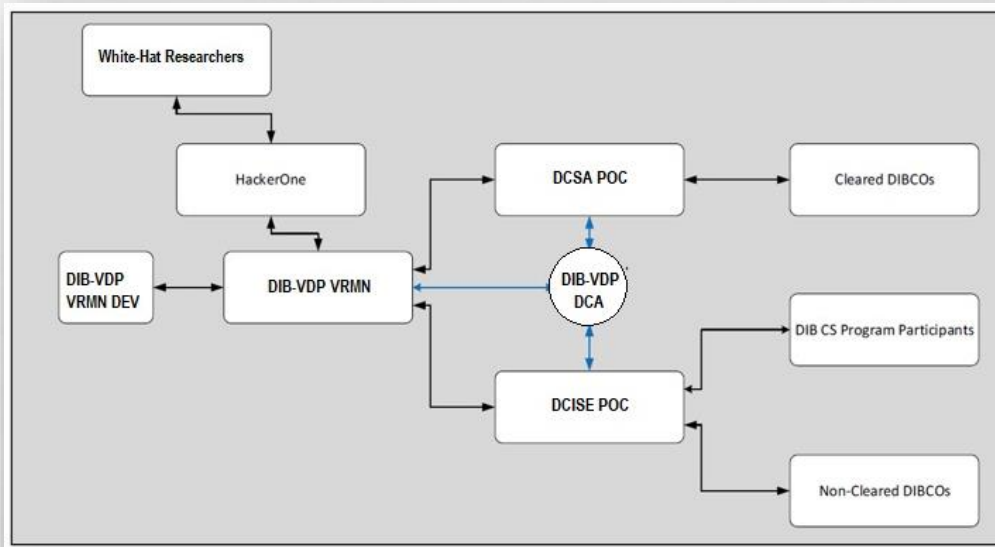 White-Hat Researchers
HackerOne
DCSA POC
Cleared DIBCOs
DIB-VDP
VRMN DEV
DIB-VDP VRMN
DIB-VDP
DCA
DIB CS Program Participants
DCISE POC
Non-Cleared DIBCOs